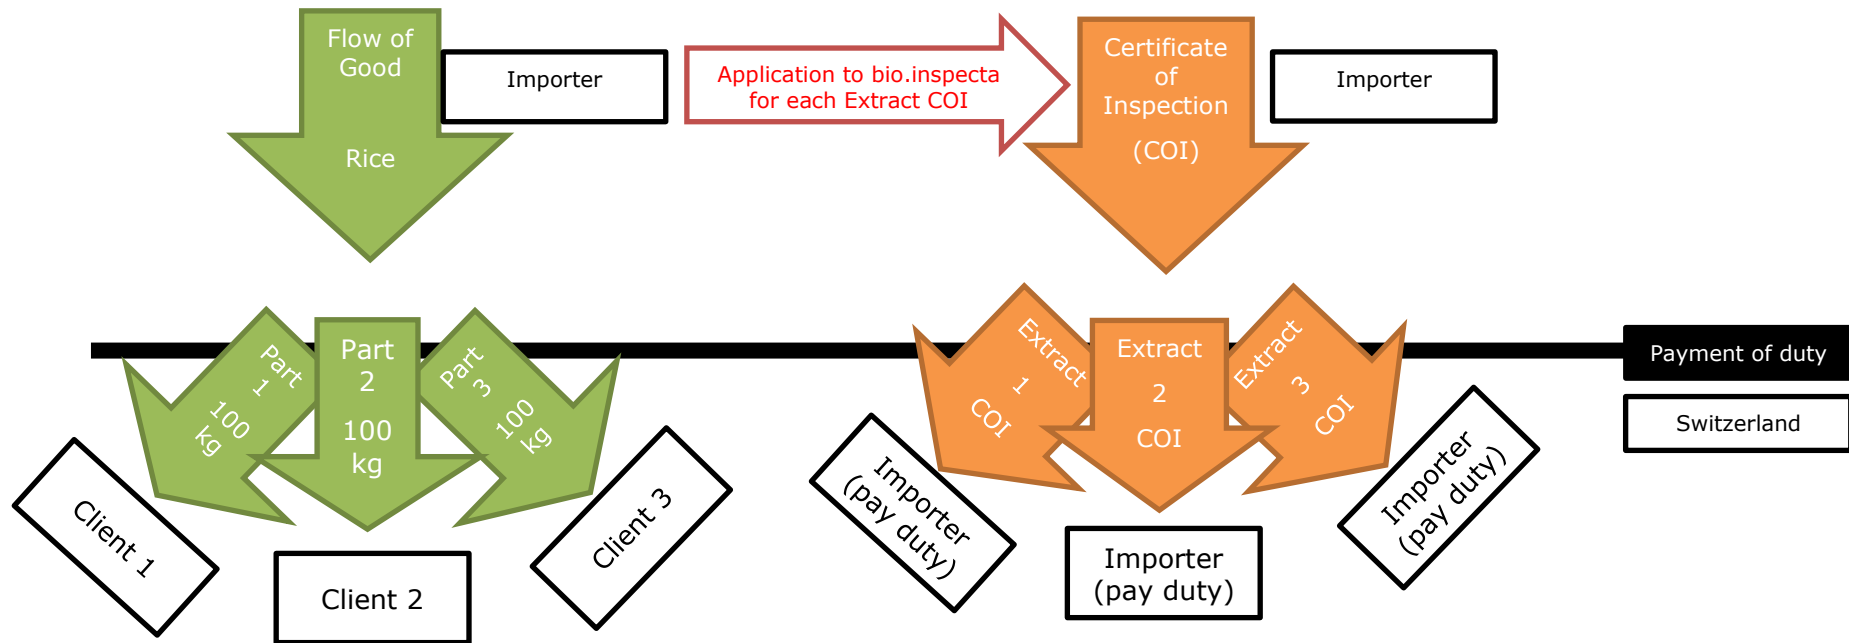 Flow of
Good
Rice
Importer
Application to bio.inspecta
for each Extract COI
Certificate
of
Inspection
(COI)
Importer
Part
1
100
kg
Part
2
100
kg
Part
3
100
kg
Extract
1
COI
Extract
2
COI
Extract
3
COI
Payment of duty
Switzerland
Client 1
Client 2
Client 3
Importer
(pay duty)
Importer
(pay duty)
Importer
(pay duty)